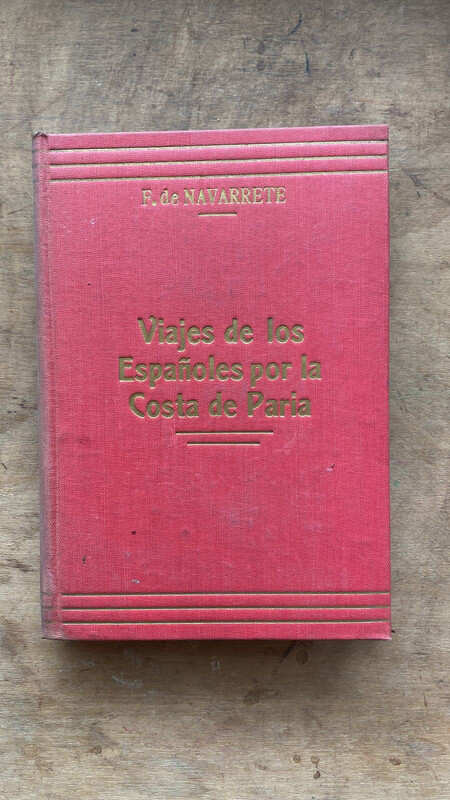 F. de NAVARRETE
Viajes de los
Españoles por la
Costa de Paria